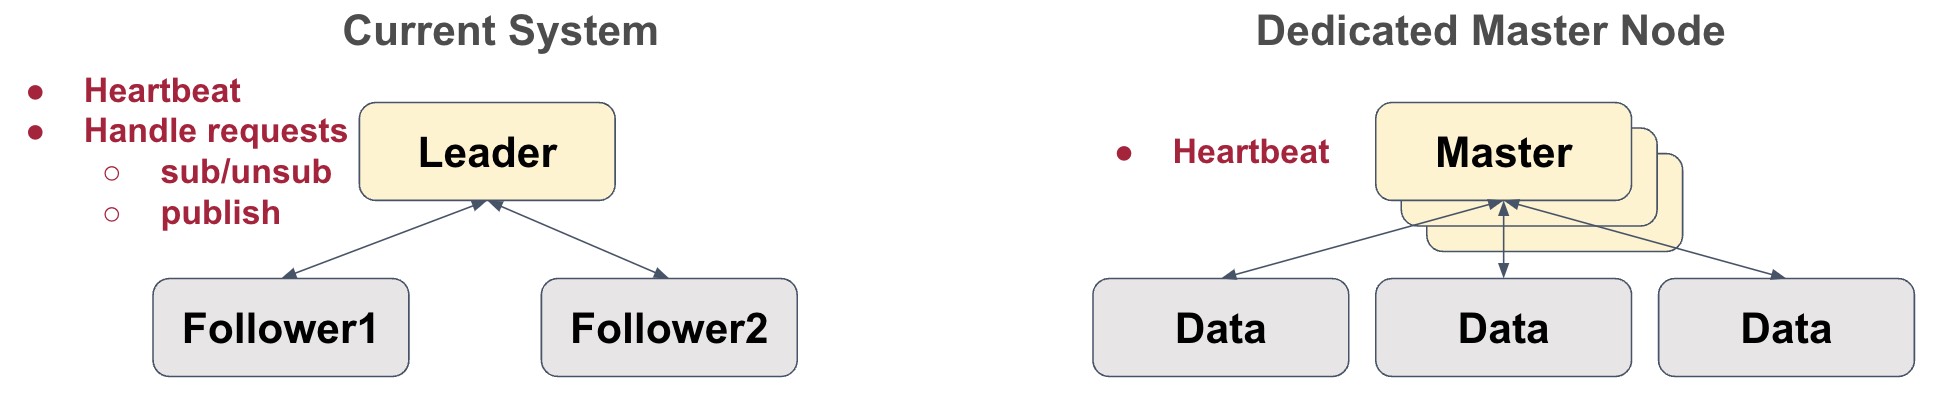 Current System
● Heartbeat
● Handle requests
○ sub/unsub
○ publish
Leader
Follower1
Follower2
Dedicated Master Node
● Heartbeat
Master
Data
Data
Data